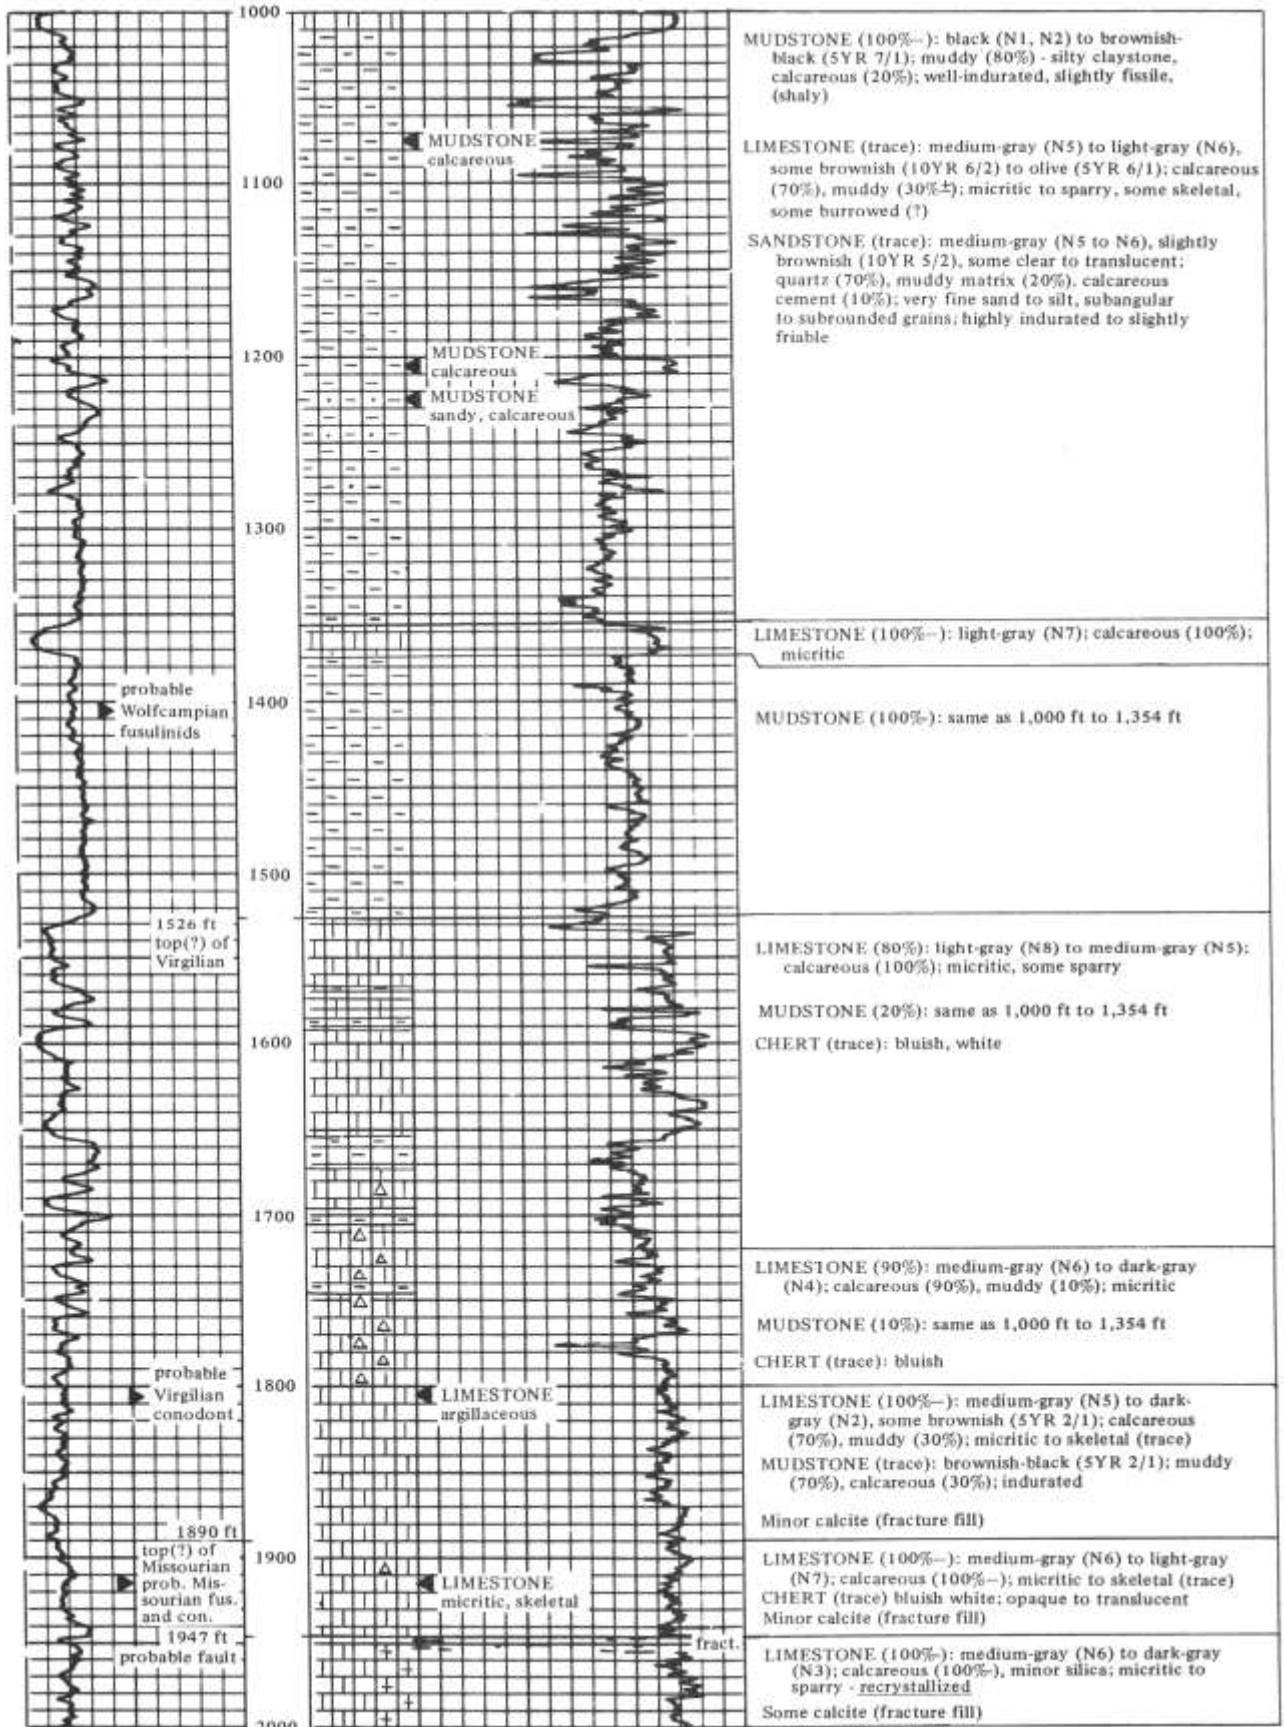 1000
MUDSTONE (100%–): black (N1, N2) to brownish-
black (5YR 7/1); muddy (80%) - silty claystone,
calcareous (20%); well-indurated, slightly fissile,
(shaly)
MUDSTONE
calcareous
LIMESTONE (trace): medium-gray (N5) to light-gray (N6),
some brownish (10YR 6/2) to olive (5YR 6/1); calcareous
(70%), muddy (30%±); micritic to sparry, some skeletal,
some burrowed (?)
1100
SANDSTONE (trace): medium-gray (N5 to N6), slightly
brownish (10YR 5/2), some clear to translucent;
quartz (70%), muddy matrix (20%). calcareous
cement (10%); very fine sand to silt, subangular
to subrounded grains; highly indurated to slightly
friable
1200
MUDSTONE
calcareous
MUDSTONE
sandy, calcareous
1300
LIMESTONE (100%–): light-gray (N7); calcareous (100%);
micritic
probable
Wolfcampian
fusulinids
1400
MUDSTONE (100%-): same as 1,000 ft to 1,354 ft
1500
1526 ft
top(?) of
Virgilian
LIMESTONE (80%): light-gray (N8) to medium-gray (N5);
calcareous (100%); micritic, some sparry
MUDSTONE (20%): same as 1,000 ft to 1,354 ft
1600
CHERT (trace): bluish, white
1700
LIMESTONE (90%): medium-gray (N6) to dark-gray
(N4); calcareous (90%), muddy (10%); micritic
MUDSTONE (10%): same as 1,000 ft to 1,354 ft
CHERT (trace): bluish
probable
Virgilian
conodont
1800
LIMESTONE
argillaceous
LIMESTONE (100%–): medium-gray (N5) to dark-
gray (N2), some brownish (5YR 2/1); calcareous
(70%), muddy (30%); micritic to skeletal (trace)
MUDSTONE (trace): brownish-black (5YR 2/1); muddy
(70%), calcareous (30%); indurated
Minor calcite (fracture fill)
1890 ft
top(?) of
Missourian
prob. Mis-
sourian fus.
and con.
1900
LIMESTONE
micritic, skeletal
LIMESTONE (100%–): medium-gray (N6) to light-gray
(N7); calcareous (100%–); micritic to skeletal (trace)
CHERT (trace) bluish white; opaque to translucent
Minor calcite (fracture fill)
1947 ft
probable fault
fract.
LIMESTONE (100%–): medium-gray (N6) to dark-gray
(N3); calcareous (100%-), minor silica; micritic to
sparry - recrystallized
Some calcite (fracture fill)
2000